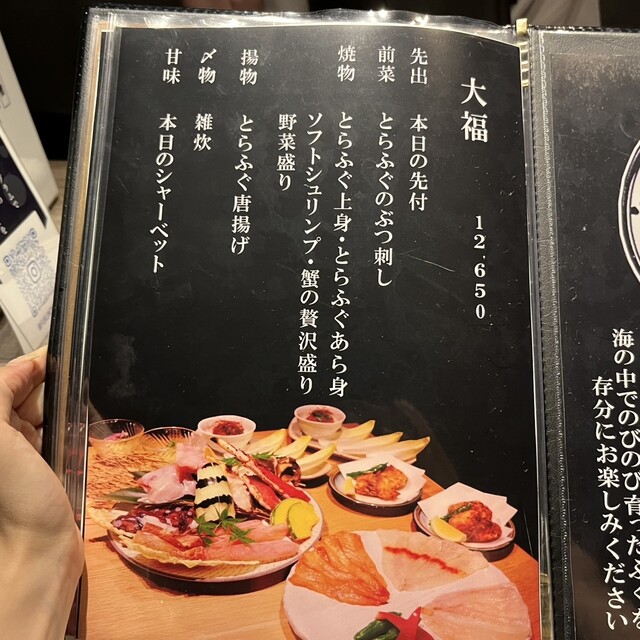 海の中でのびのび育ったふぐを
存分にお楽しみください
大福 12,650
先出 本日の先付
前菜 とらふぐのぶつ刺し
焼物 とらふぐ上身・とらふぐあら身
ソフトシュリンプ・蟹の贅沢盛り
野菜盛り
揚物 とらふぐ唐揚げ
〆物 雑炊
甘味 本日のシャーベット